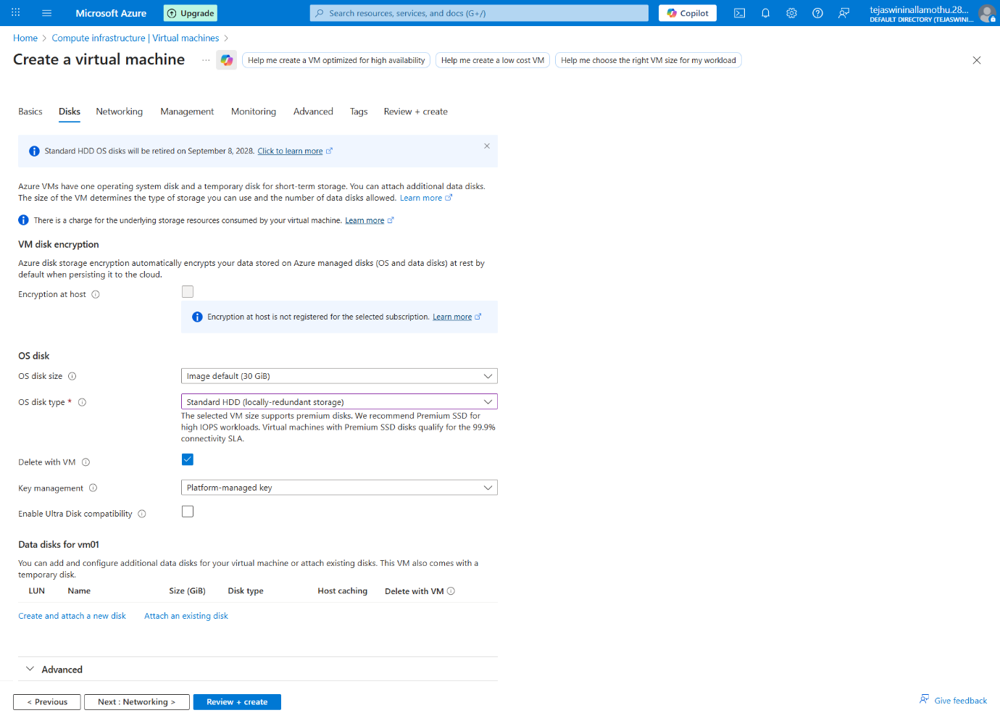 Microsoft Azure
Upgrade
Search resources, services, and docs (G+/)
Copilot
tejaswininallamothu.28...
DEFAULT DIRECTORY (TEJASWINI...
Home > Compute infrastructure | Virtual machines >
Create a virtual machine ...
Help me create a VM optimized for high availability
Help me create a low cost VM
Help me choose the right VM size for my workload
Basics Disks Networking Management Monitoring Advanced Tags Review + create
Standard HDD OS disks will be retired on September 8, 2028. Click to learn more
Azure VMs have one operating system disk and a temporary disk for short-term storage. You can attach additional data disks.
The size of the VM determines the type of storage you can use and the number of data disks allowed. Learn more
There is a charge for the underlying storage resources consumed by your virtual machine. Learn more
VM disk encryption
Azure disk storage encryption automatically encrypts your data stored on Azure managed disks (OS and data disks) at rest by
default when persisting it to the cloud.
Encryption at host
Encryption at host is not registered for the selected subscription. Learn more
OS disk
OS disk size
Image default (30 GiB)
OS disk type *
Standard HDD (locally-redundant storage)
The selected VM size supports premium disks. We recommend Premium SSD for
high IOPS workloads. Virtual machines with Premium SSD disks qualify for the 99.9%
connectivity SLA.
Delete with VM
Key management
Platform-managed key
Enable Ultra Disk compatibility
Data disks for vm01
You can add and configure additional data disks for your virtual machine or attach existing disks. This VM also comes with a
temporary disk.
LUN Name Size (GiB) Disk type Host caching Delete with VM
Create and attach a new disk Attach an existing disk
Advanced
< Previous
Next : Networking >
Review + create
Give feedback